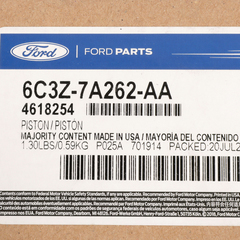 Ford
FORD PARTS
6C3Z-7A262-AA
4618254
PISTON / PISTÓN
MAJORITY CONTENT MADE IN USA / MAYORÍA DEL CONTENIDO
1.30LBS/0.59KG P025A 701914 PACKED: 20JUL2